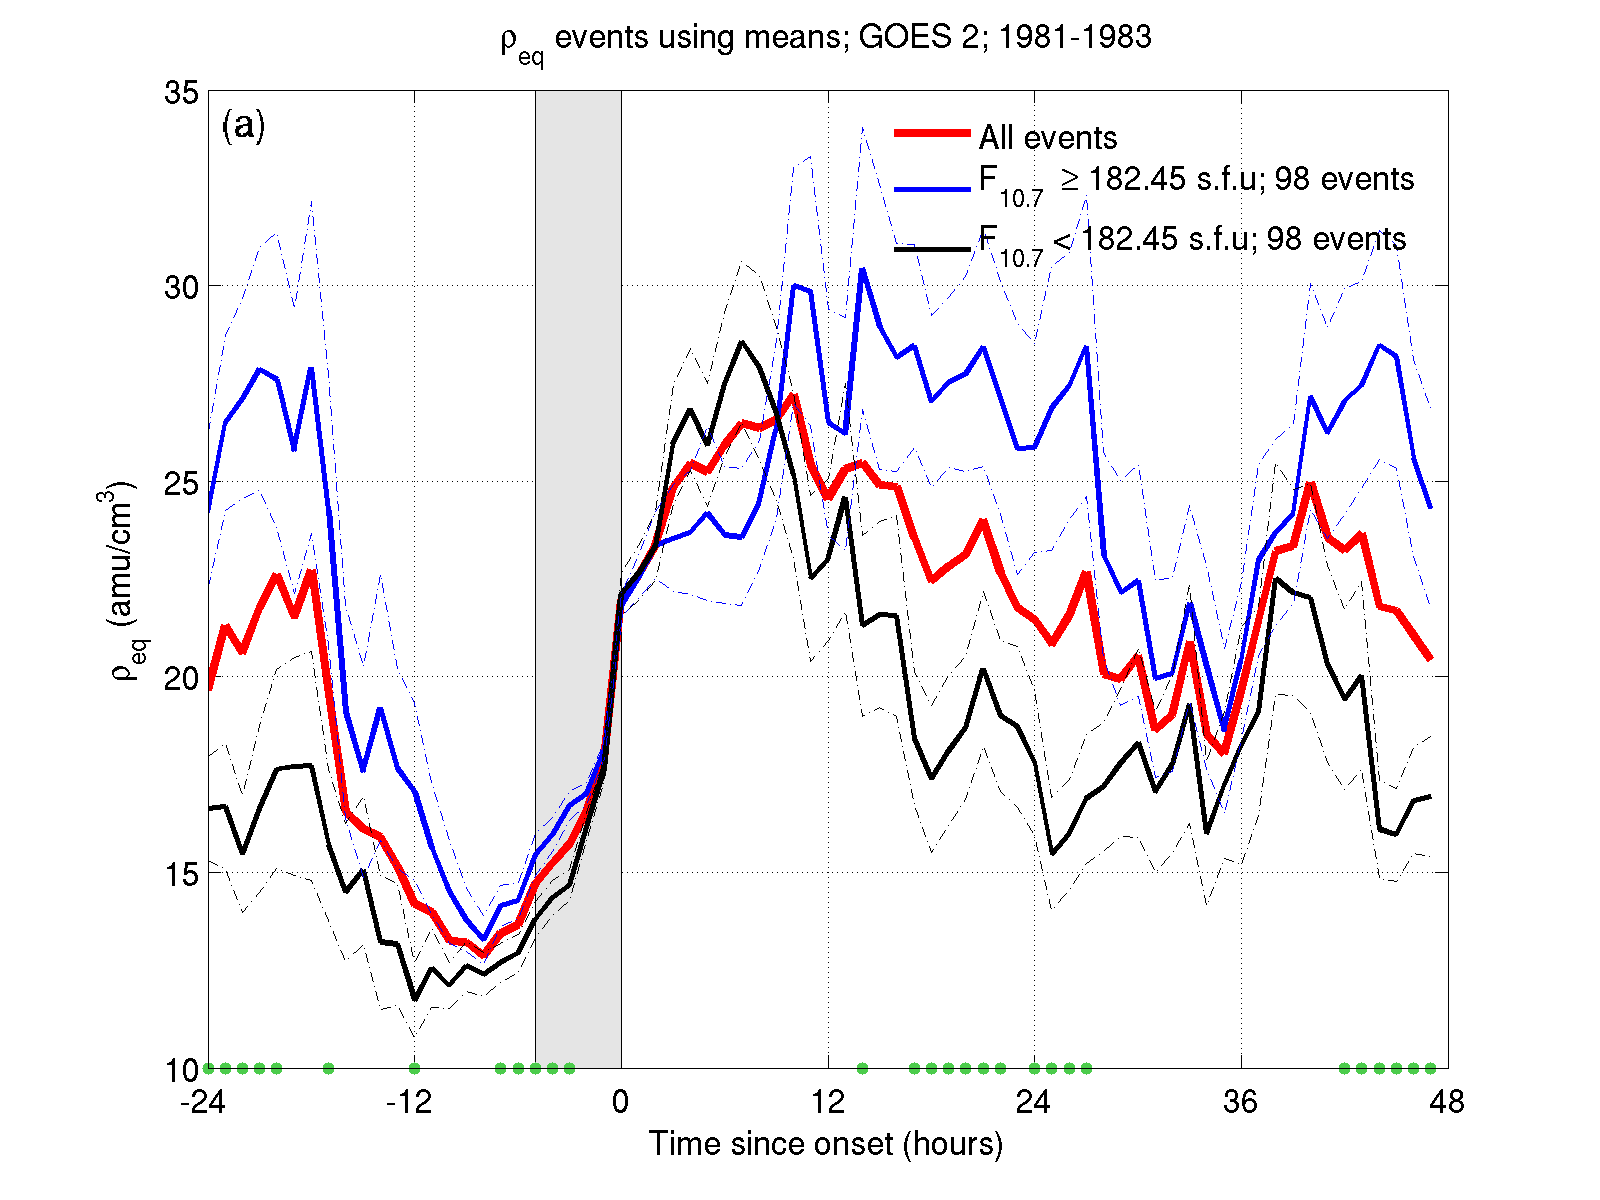 ρeq events using means; GOES 2; 1981-1983
(a)
All events
F10.7 ≥ 182.45 s.f.u; 98 events
F10.7 < 182.45 s.f.u; 98 events
35
30
25
20
15
10
ρeq (amu/cm3)
-24 -12 0 12 24 36 48
Time since onset (hours)